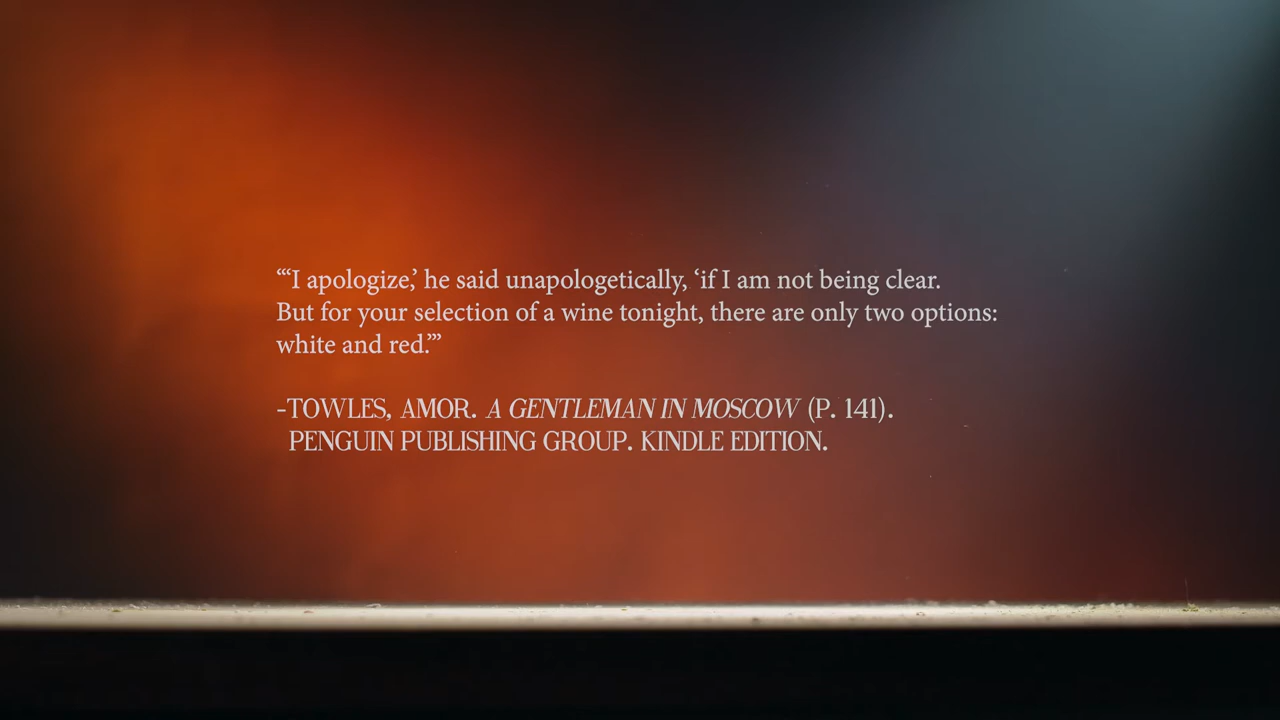 “‘I apologize,’ he said unapologetically, ‘if I am not being clear.
But for your selection of a wine tonight, there are only two options:
white and red.’”
-TOWLES, AMOR. A GENTLEMAN IN MOSCOW (P. 141).
PENGUIN PUBLISHING GROUP. KINDLE EDITION.